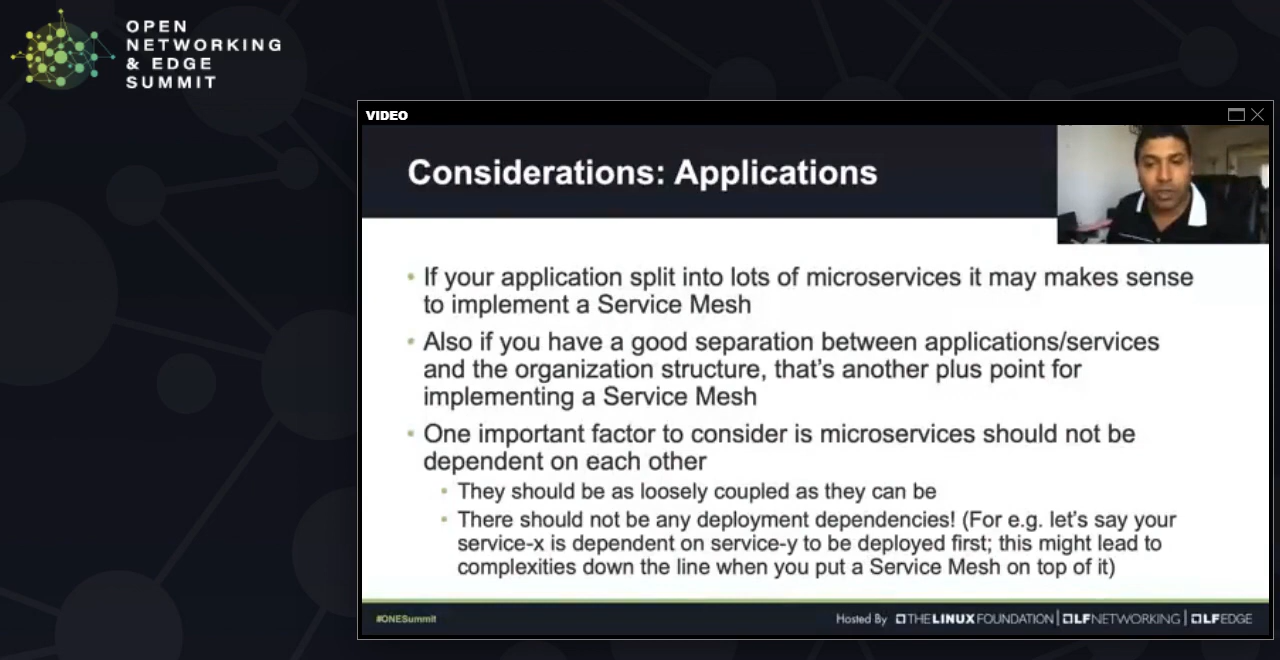 OPEN
NETWORKING
& EDGE
SUMMIT
VIDEO
Considerations: Applications
• If your application split into lots of microservices it may makes sense
to implement a Service Mesh
• Also if you have a good separation between applications/services
and the organization structure, that's another plus point for
implementing a Service Mesh
• One important factor to consider is microservices should not be
dependent on each other
• They should be as loosely coupled as they can be
• There should not be any deployment dependencies! (For e.g. let's say your
service-x is dependent on service-y to be deployed first; this might lead to
complexities down the line when you put a Service Mesh on top of it)
#ONESummit
Hosted By THE LINUX FOUNDATION | LFNETWORKING | LFEDGE